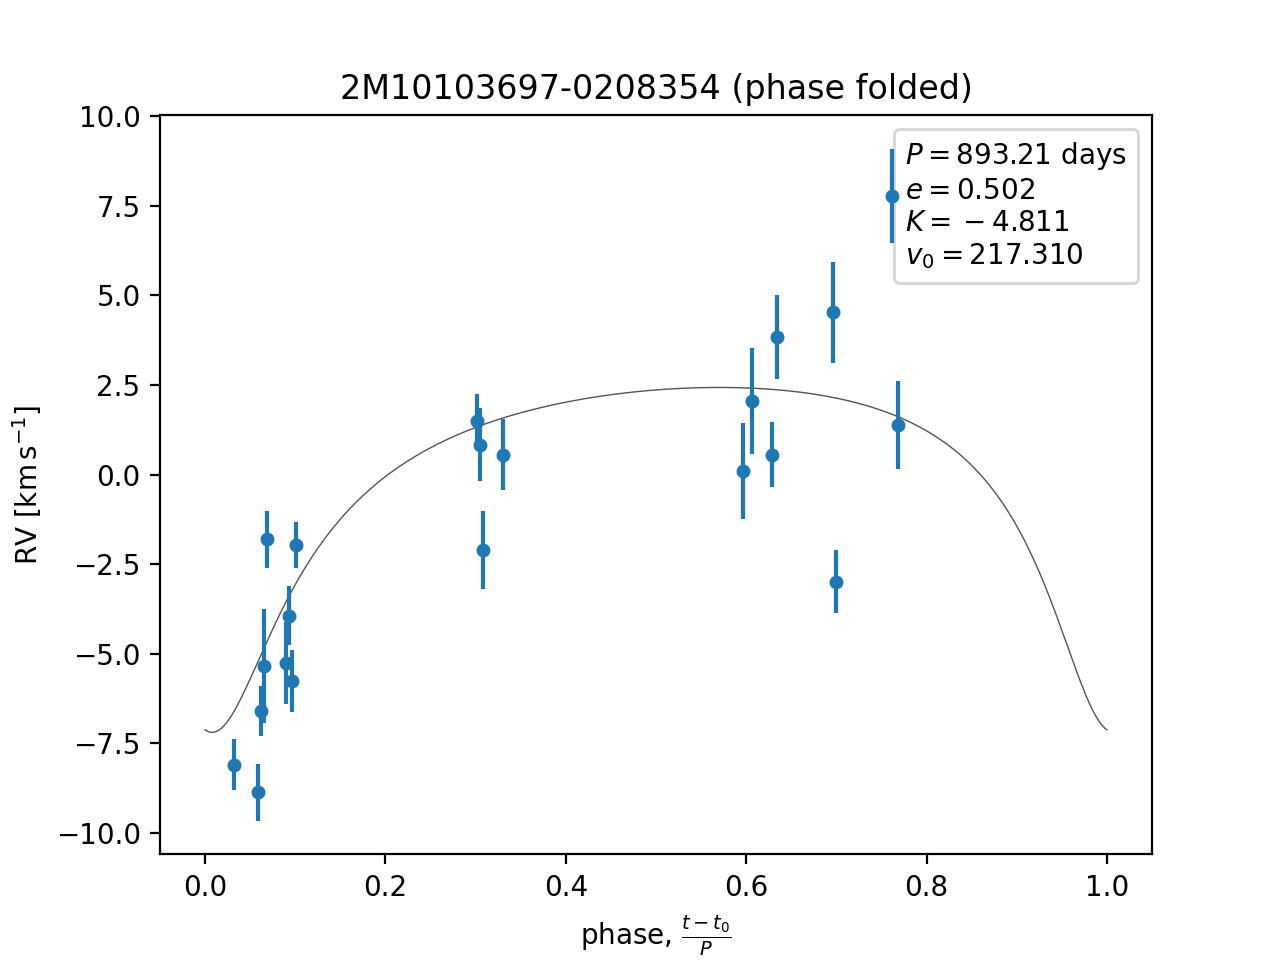 2M10103697-0208354 (phase folded)
10.0
7.5
5.0
2.5
0.0
−2.5
−5.0
−7.5
−10.0
RV [km s⁻¹]
P = 893.21 days
e = 0.502
K = −4.811
v₀ = 217.310
0.0 0.2 0.4 0.6 0.8 1.0
phase, (t − t₀)/P